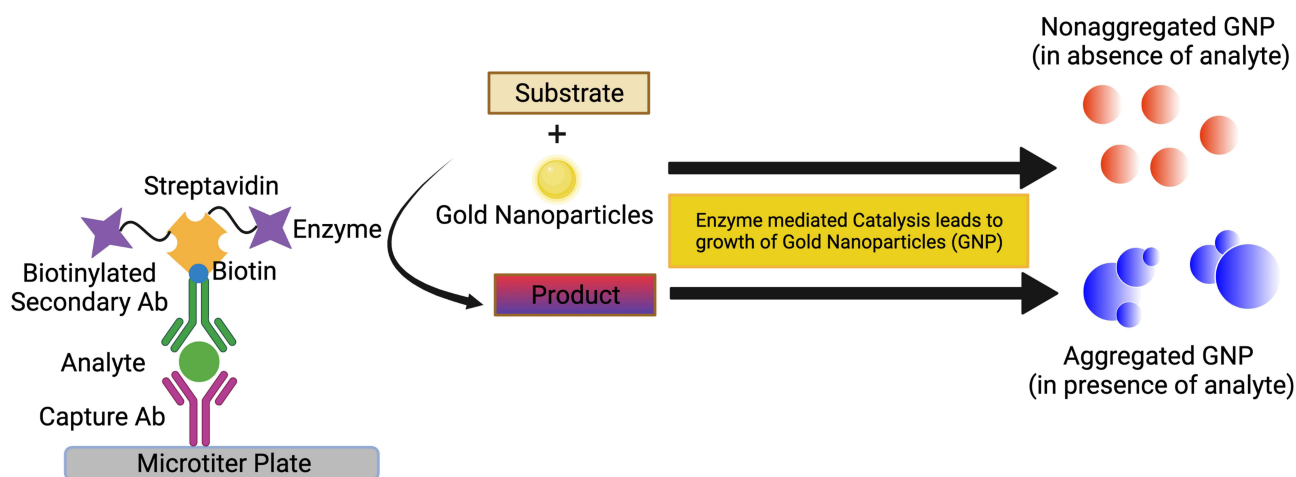 Nonaggregated GNP
(in absence of analyte)
Substrate
+
Gold Nanoparticles
Streptavidin
Enzyme
Biotinylated
Secondary Ab
Biotin
Enzyme mediated Catalysis leads to
growth of Gold Nanoparticles (GNP)
Product
Analyte
Capture Ab
Microtiter Plate
Aggregated GNP
(in presence of analyte)